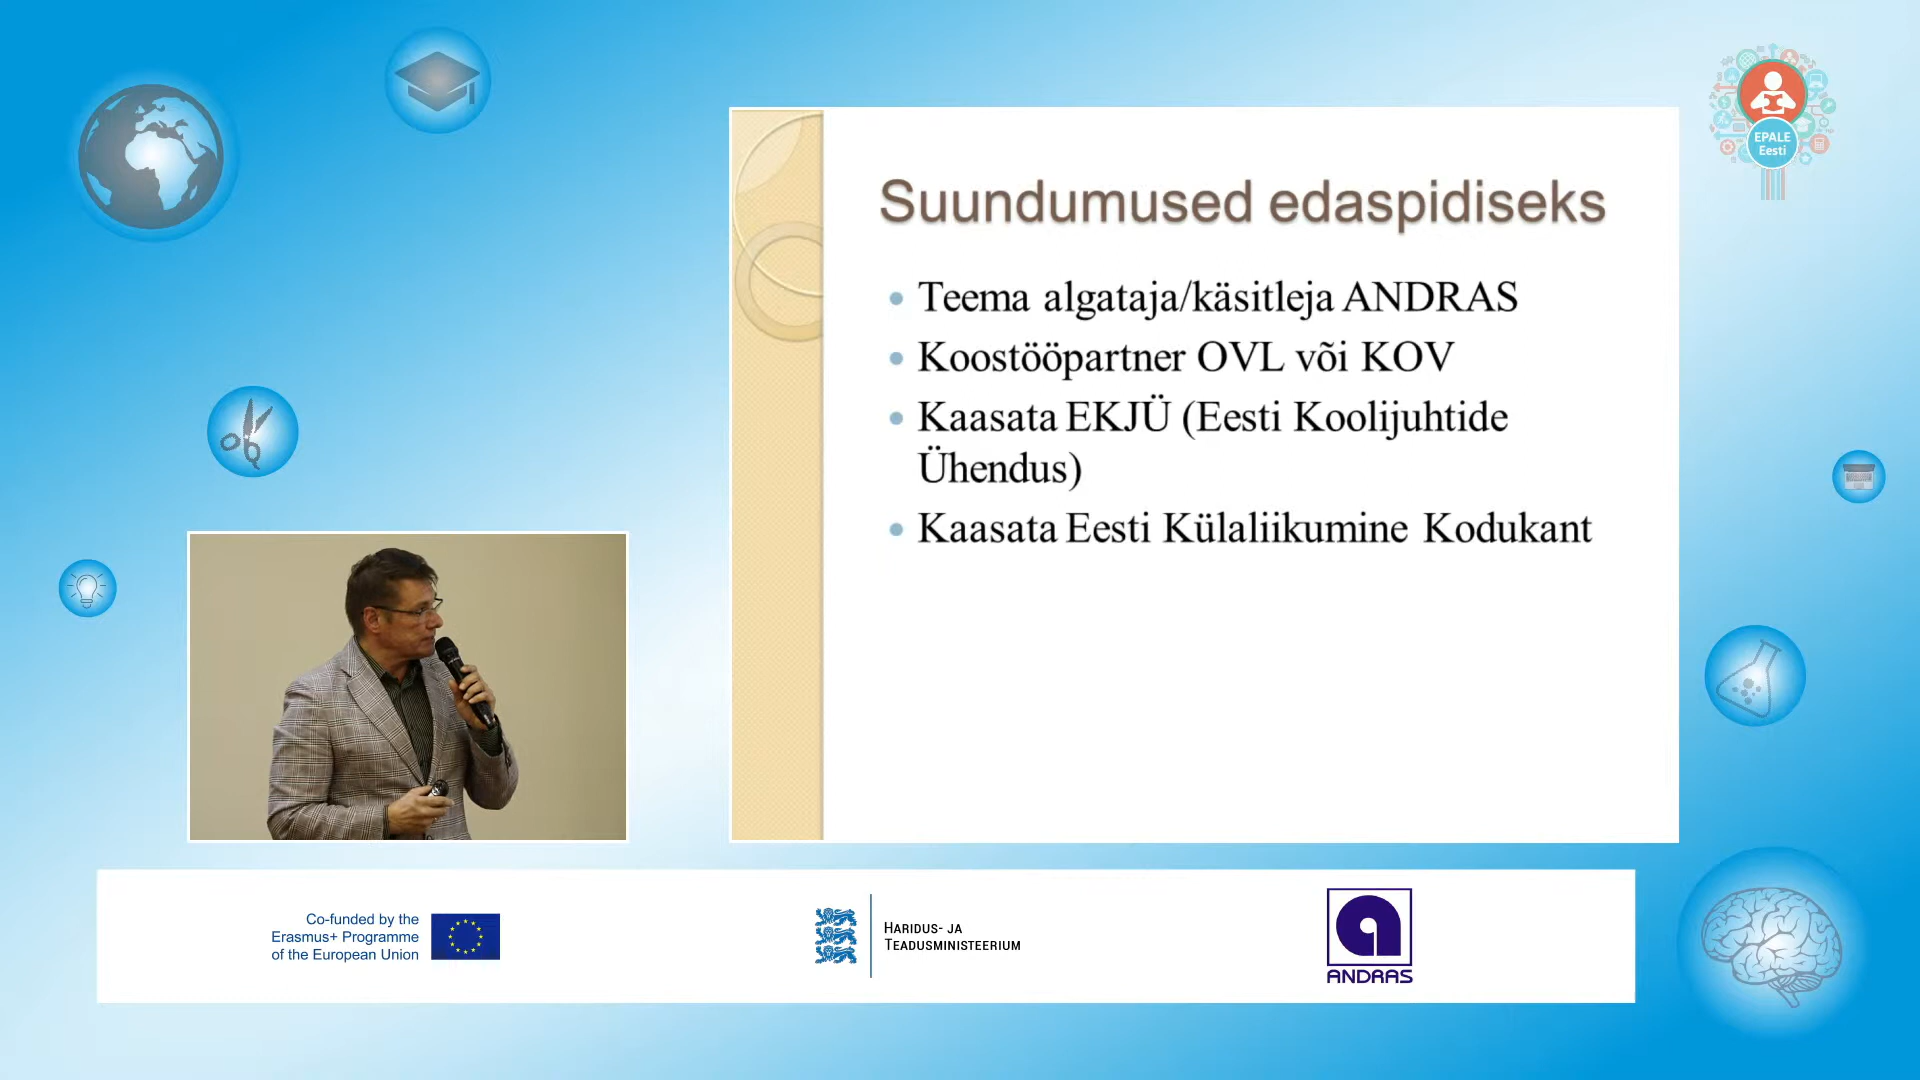 EPALE
Eesti
Suundumused edaspidiseks
Teema algataja/käsitleja ANDRAS
Koostööpartner OVL või KOV
Kaasata EKJÜ (Eesti Koolijuhtide
Ühendus)
Kaasata Eesti Külaliikumine Kodukant
Co-funded by the
Erasmus+ Programme
of the European Union
HARIDUS- JA
TEADUSMINISTEERIUM
ANDRAS